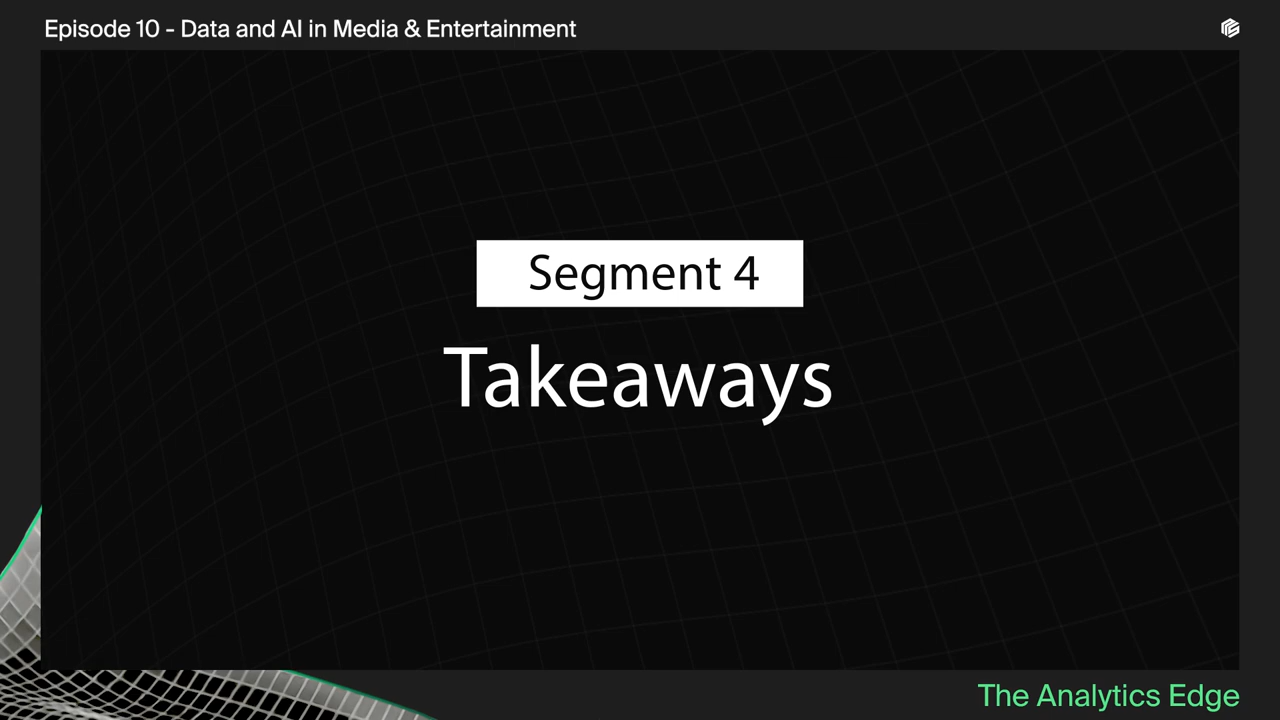 Episode 10 - Data and AI in Media & Entertainment
Segment 4
Takeaways
The Analytics Edge